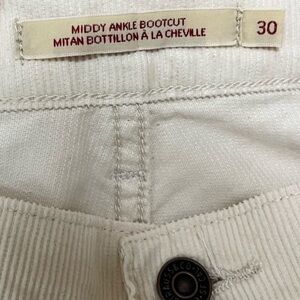 MIDDY ANKLE BOOTCUT
MITAN BOTTILLON À LA CHEVILLE
30